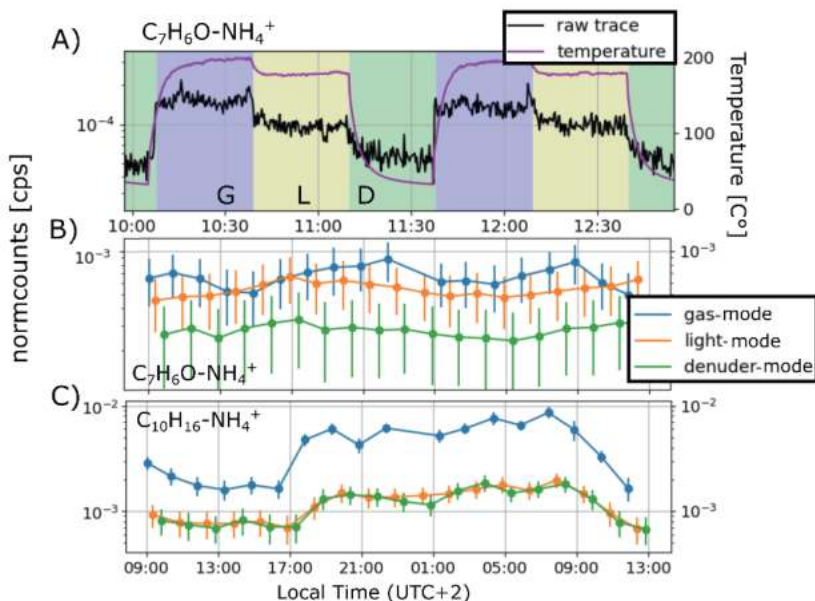 A) C₇H₆O-NH₄⁺
raw trace
temperature
200
150
100
50
0
Temperature [C°]
10⁻⁴
G L D
10:00 10:30 11:00 11:30 12:00 12:30
normcounts [cps]
B)
10⁻³ 10⁻³
gas-mode
light-mode
denuder-mode
C₇H₆O-NH₄⁺
C)
10⁻² 10⁻²
C₁₀H₁₆-NH₄⁺
10⁻³ 10⁻³
09:00 13:00 17:00 21:00 01:00 05:00 09:00 13:00
Local Time (UTC+2)